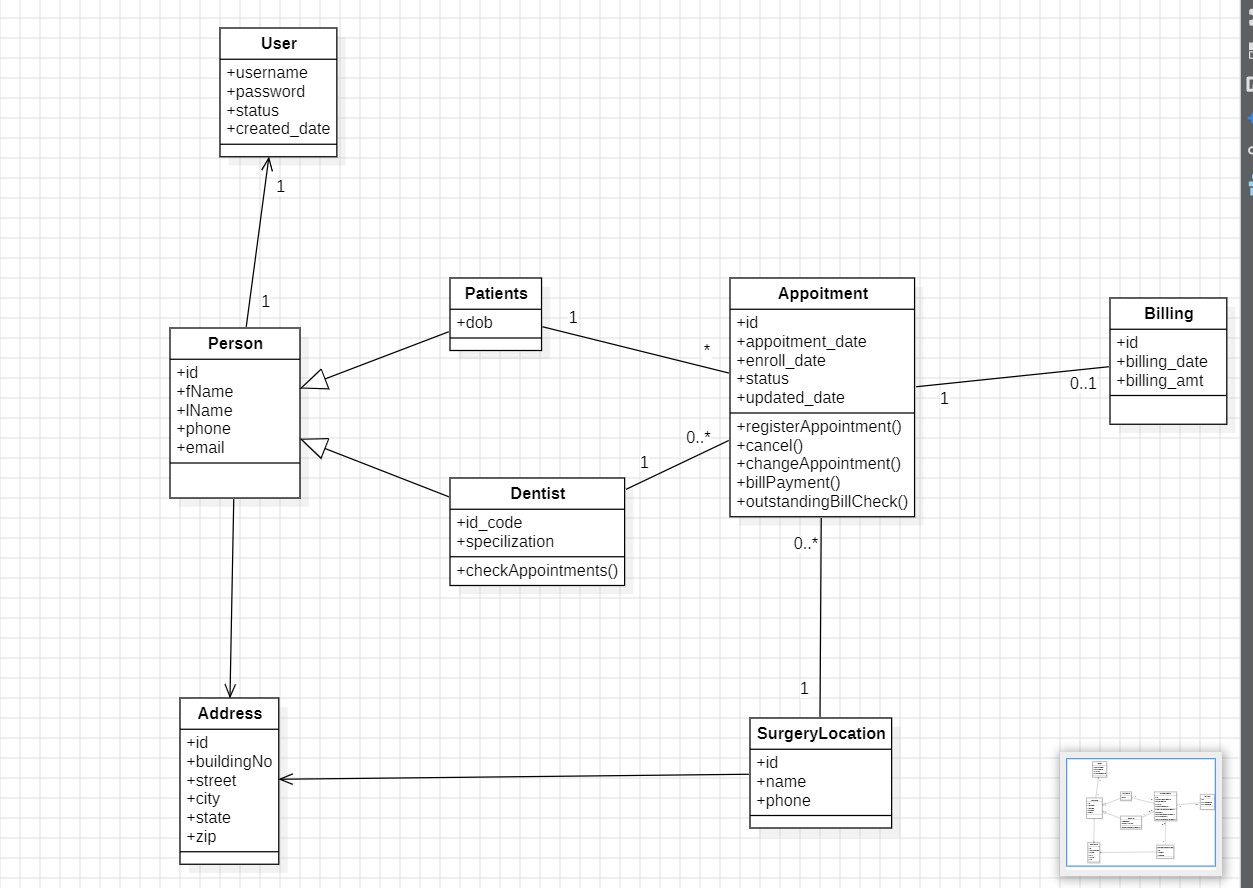 User
+username
+password
+status
+created_date
1
1
Person
+id
+fName
+lName
+phone
+email
Patients
+dob
1
*
Appoitment
+id
+appoitment_date
+enroll_date
+status
+updated_date
+registerAppointment()
+cancel()
+changeAppointment()
+billPayment()
+outstandingBillCheck()
1
0..1
Billing
+id
+billing_date
+billing_amt
Dentist
+id_code
+specilization
+checkAppointments()
1
0..*
0..*
1
Address
+id
+buildingNo
+street
+city
+state
+zip
SurgeryLocation
+id
+name
+phone